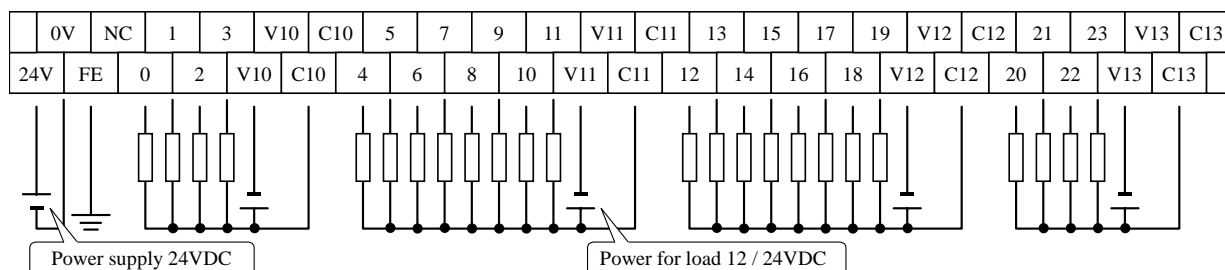 0V NC 1 3 V10 C10 5 7 9 11 V11 C11 13 15 17 19 V12 C12 21 23 V13 C13
24V FE 0 2 V10 C10 4 6 8 10 V11 C11 12 14 16 18 V12 C12 20 22 V13 C13
Power supply 24VDC
Power for load 12 / 24VDC